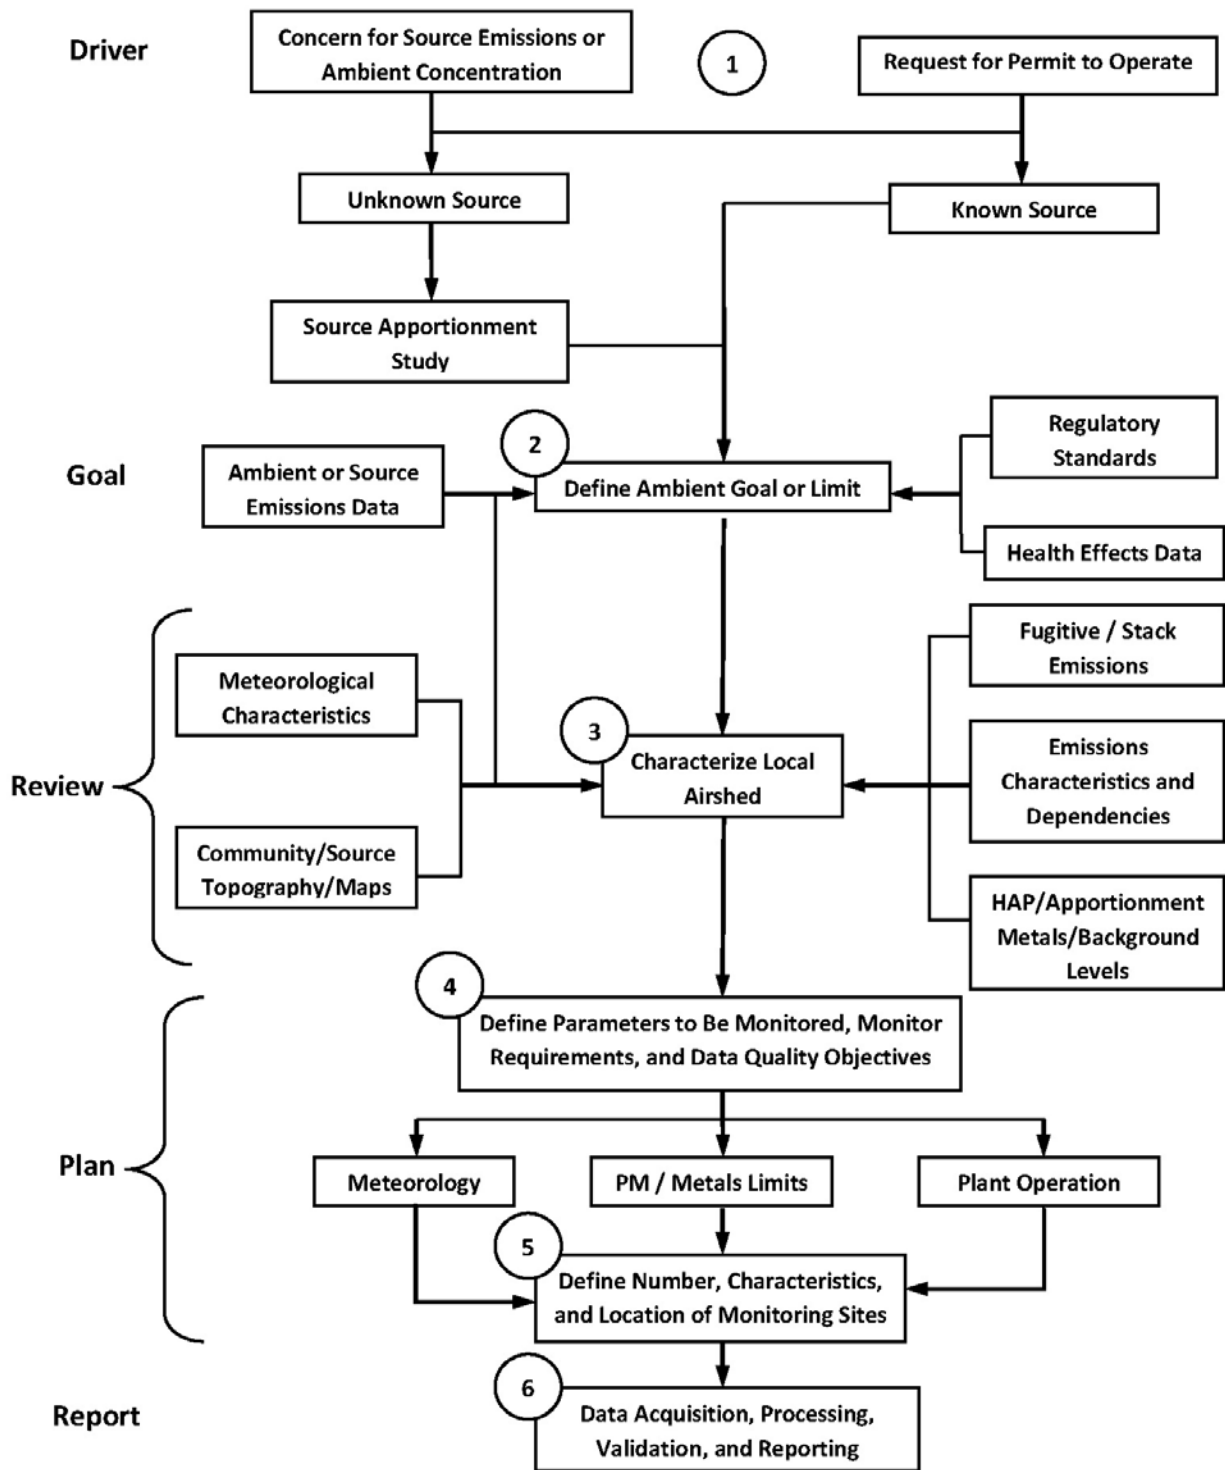 Driver
Concern for Source Emissions or
Ambient Concentration
1
Request for Permit to Operate
Unknown Source
Known Source
Source Apportionment
Study
Goal
Ambient or Source
Emissions Data
2
Define Ambient Goal or Limit
Regulatory
Standards
Health Effects Data
Review
Meteorological
Characteristics
Community/Source
Topography/Maps
3
Characterize Local
Airshed
Fugitive / Stack
Emissions
Emissions
Characteristics and
Dependencies
HAP/Apportionment
Metals/Background
Levels
Plan
4
Define Parameters to Be Monitored, Monitor
Requirements, and Data Quality Objectives
Meteorology
PM / Metals Limits
Plant Operation
5
Define Number, Characteristics,
and Location of Monitoring Sites
Report
6
Data Acquisition, Processing,
Validation, and Reporting